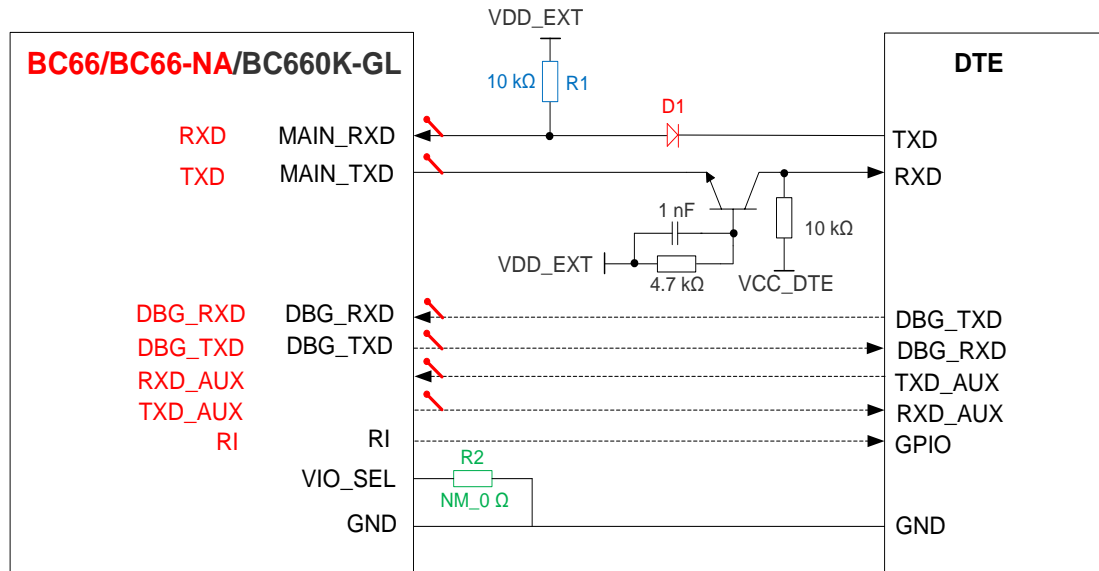 VDD_EXT
BC66/BC66-NA/BC660K-GL
DTE
10 kΩ R1
D1
RXD MAIN_RXD
TXD
TXD MAIN_TXD
RXD
1 nF
10 kΩ
VDD_EXT
4.7 kΩ
VCC_DTE
DBG_RXD DBG_RXD
DBG_TXD
DBG_TXD DBG_TXD
DBG_RXD
RXD_AUX
TXD_AUX
TXD_AUX
RXD_AUX
RI RI
GPIO
R2
VIO_SEL
NM_0 Ω
GND
GND